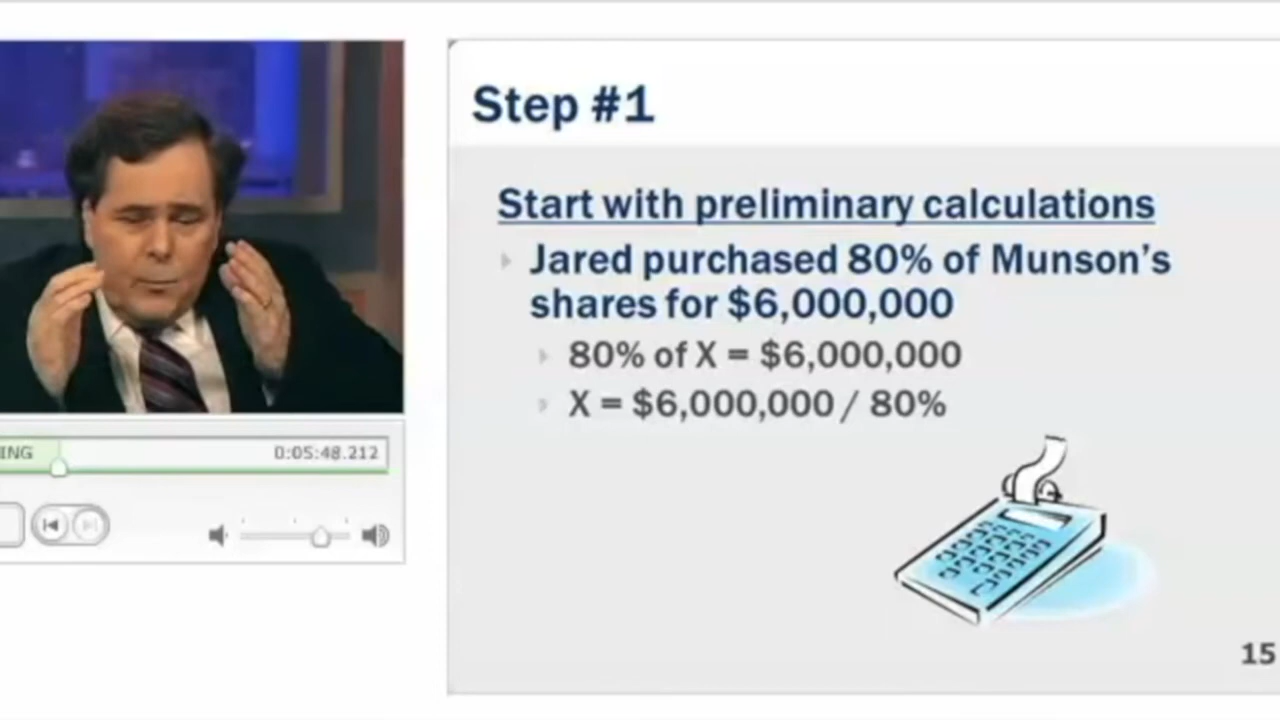 Step #1
Start with preliminary calculations
Jared purchased 80% of Munson's
shares for $6,000,000
80% of X = $6,000,000
X = $6,000,000 / 80%
ING
0:05:48.212
15